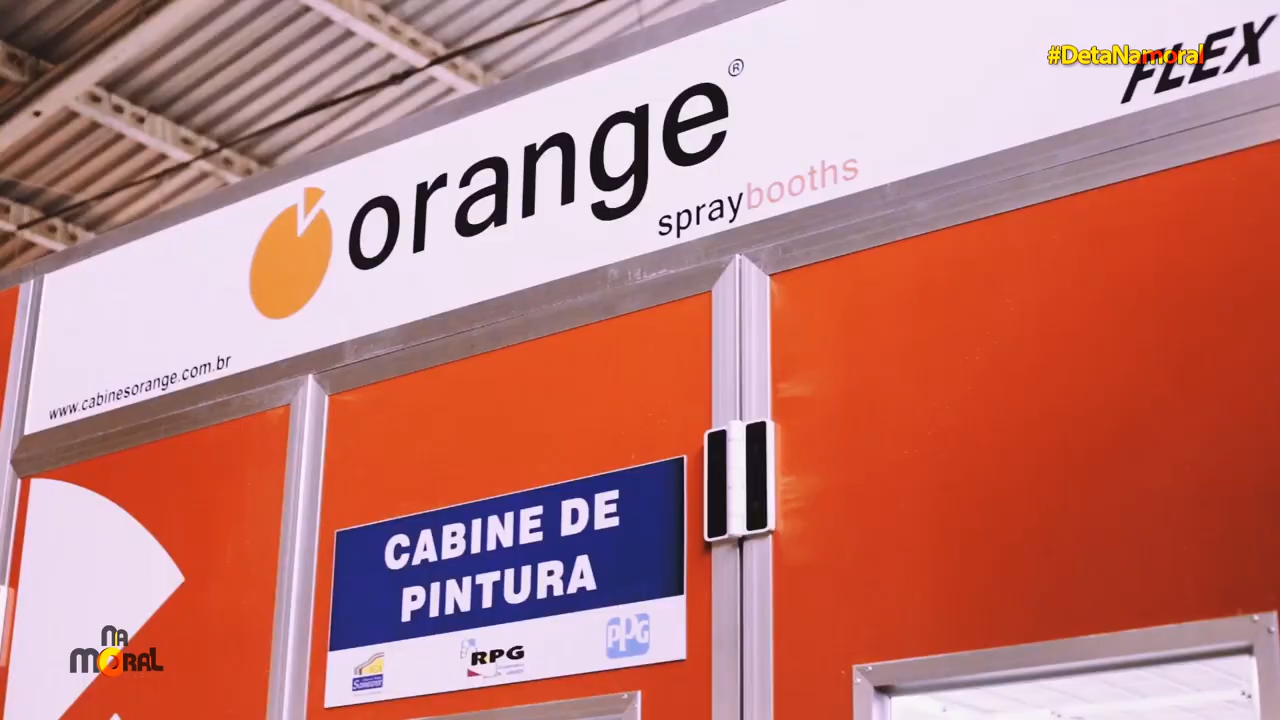 #DetaNamoral
FLEX
orange®
spraybooths
www.cabinesorange.com.br
CABINE DE
PINTURA
RPG
PPG
NA
MORAL